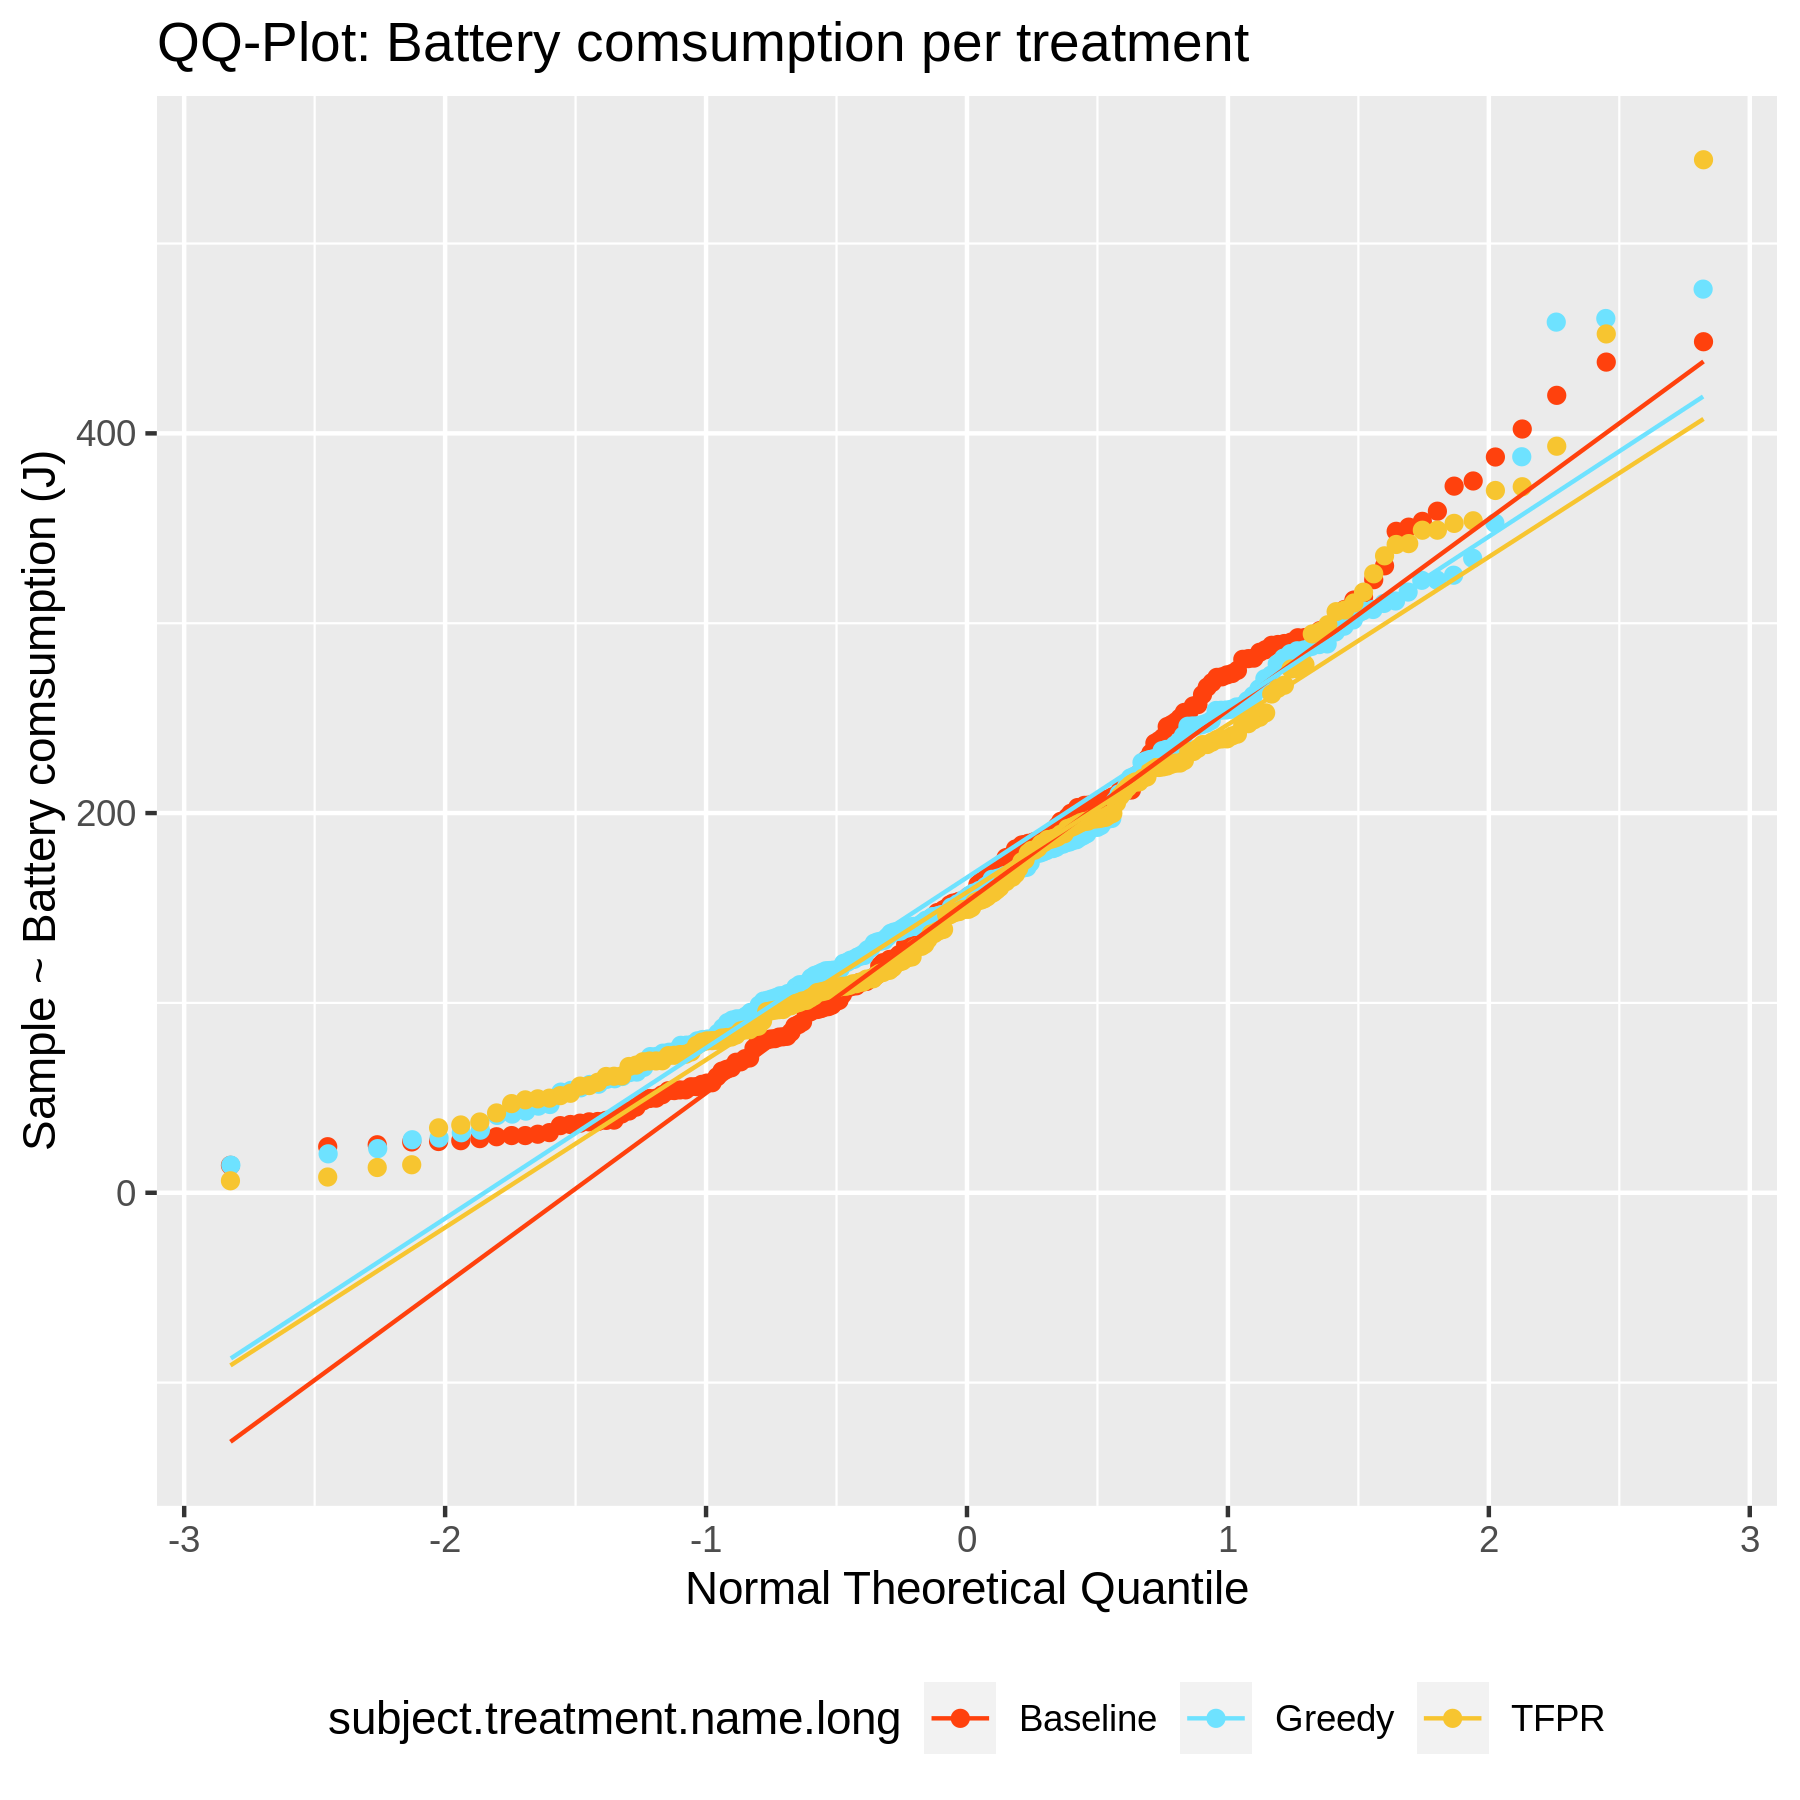 QQ-Plot: Battery comsumption per treatment
Sample ~ Battery comsumption (J)
400
200
0
-3 -2 -1 0 1 2 3
Normal Theoretical Quantile
subject.treatment.name.long Baseline Greedy TFPR